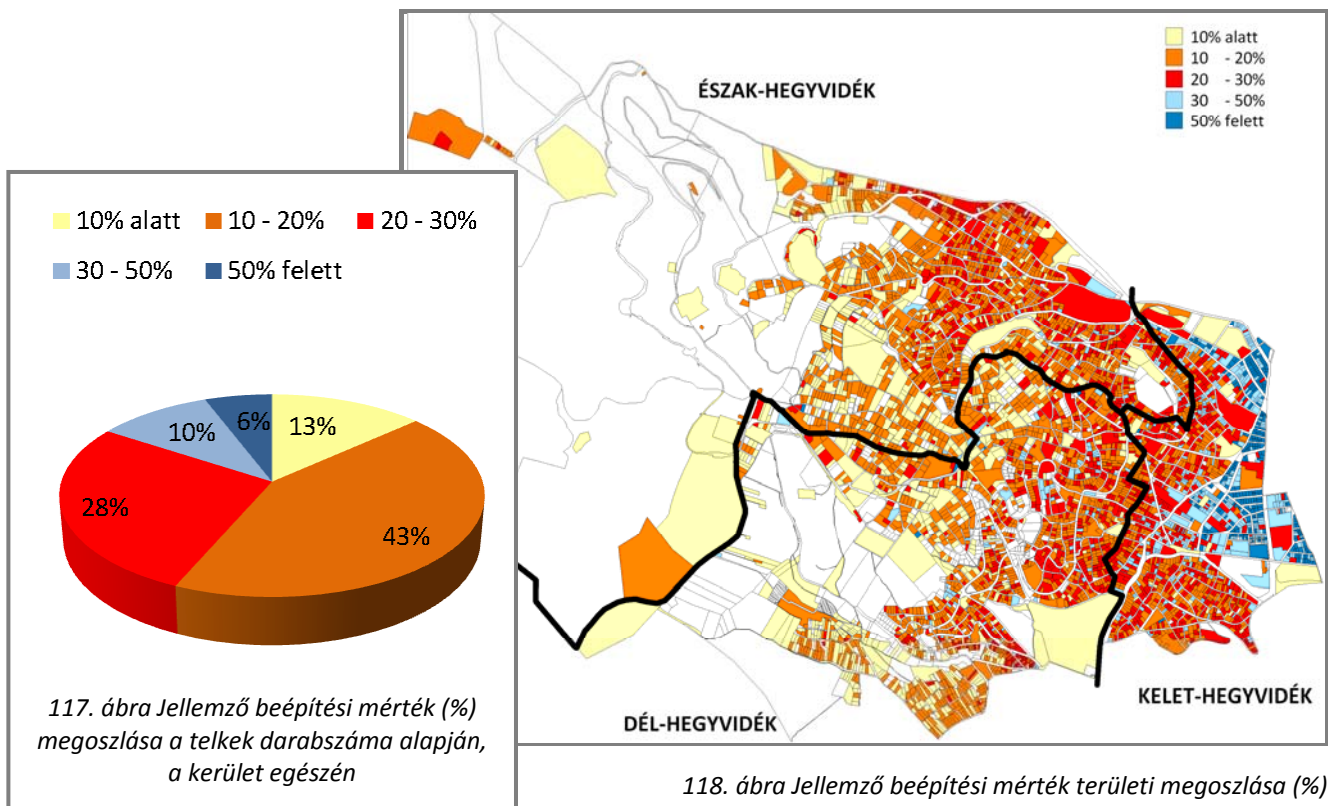 10% alatt
10 - 20%
20 - 30%
30 - 50%
50% felett
ÉSZAK-HEGYVIDÉK
DÉL-HEGYVIDÉK
KELET-HEGYVIDÉK
10% alatt 10 - 20% 20 - 30%
30 - 50% 50% felett
10% 6% 13%
28% 43%
117. ábra Jellemző beépítési mérték (%)
megoszlása a telkek darabszáma alapján,
a kerület egészén
118. ábra Jellemző beépítési mérték területi megoszlása (%)